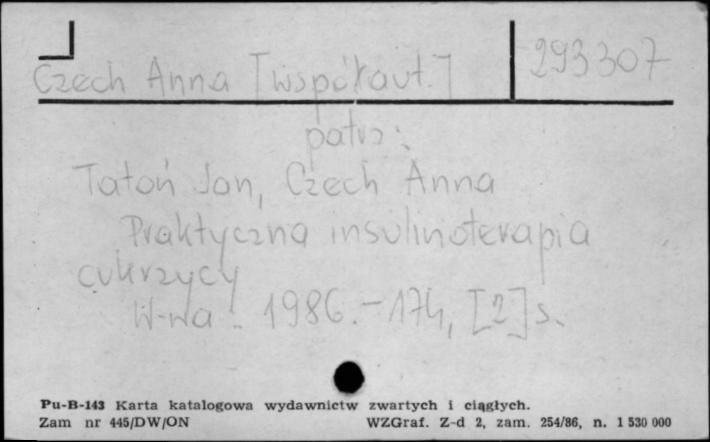 Czech Anna [współaut.]
293307
patrz:
Tatoń Jan, Czech Anna
Praktyczna insulinoterapia
cukrzycy
W-wa : 1986.-174, [2] s.
Pu-B-143 Karta katalogowa wydawnictw zwartych i ciągłych.
Zam nr 445/DW/ON WZGraf. Z-d 2, zam. 254/86, n. 1 530 000